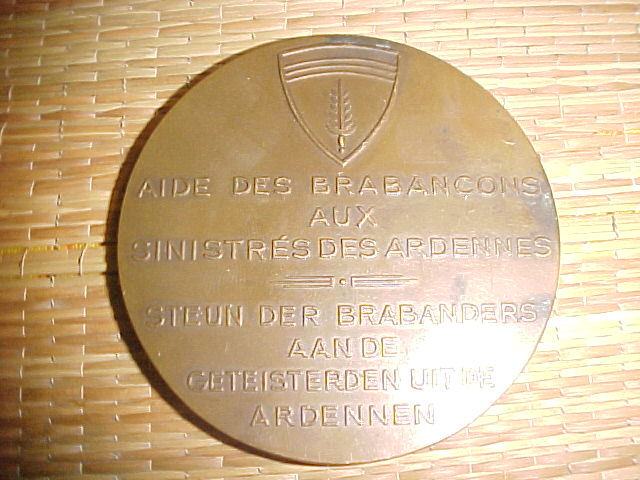 AIDE DES BRABANÇONS
AUX
SINISTRÉS DES ARDENNES
STEUN DER BRABANDERS
AAN DE
GETEISTERDEN UIT DE
ARDENNEN